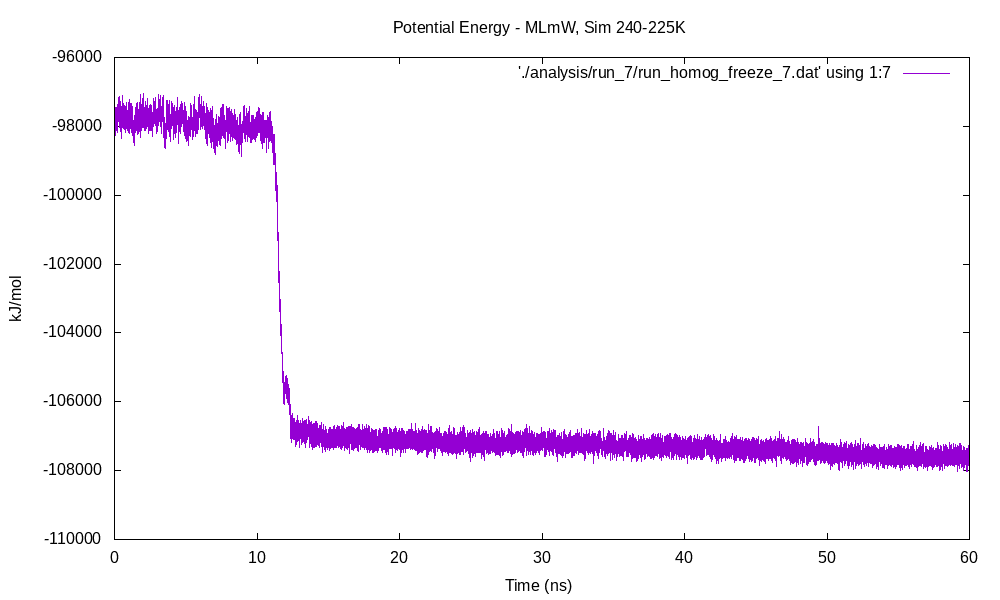 Potential Energy - MLmW, Sim 240-225K
'./analysis/run_7/run_homog_freeze_7.dat' using 1:7
-96000
-98000
-100000
-102000
-104000
-106000
-108000
-110000
kJ/mol
0 10 20 30 40 50 60
Time (ns)